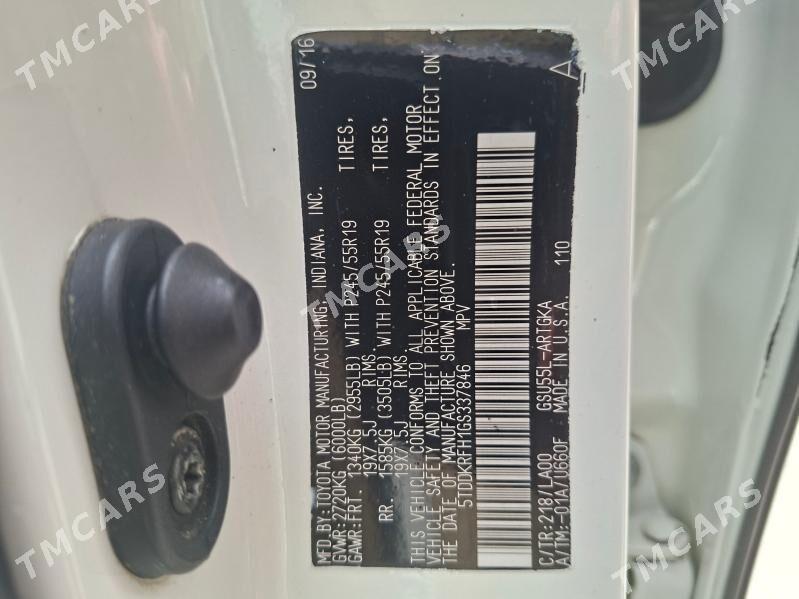 MFD.BY:TOYOTA MOTOR MANUFACTURING, INDIANA, INC. 09/16
GVWR:2720KG (6000LB)
GAWR:FRT. 1340KG (2955LB) WITH P245/55R19 TIRES,
19X7.5J RIMS
RR. 1585KG (3505LB) WITH P245/55R19 TIRES,
19X7.5J RIMS
THIS VEHICLE CONFORMS TO ALL APPLICABLE FEDERAL MOTOR
VEHICLE SAFETY AND THEFT PREVENTION STANDARDS IN EFFECT ON
THE DATE OF MANUFACTURE SHOWN ABOVE.
5TDDKRFH1GS337846 MPV
C/TR:218/LA00 GSU55L-ARTGKA A
A/TM:-01A/U660F MADE IN U.S.A. 110
TMCARS
TMCARS
TMCARS
TMCARS
TMCARS
TMCARS